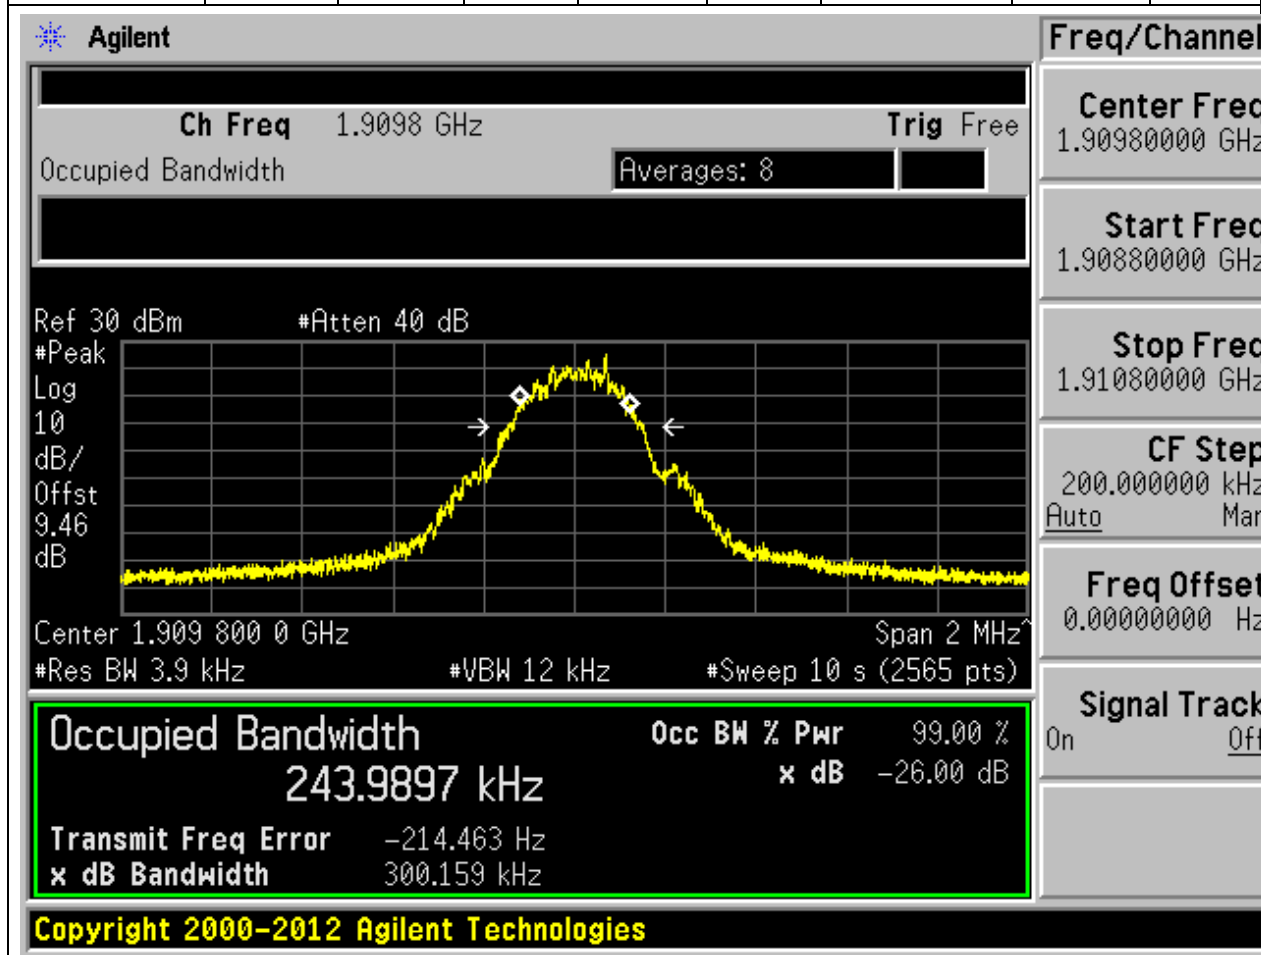 Agilent
Ch Freq 1.9098 GHz Trig Free
Occupied Bandwidth Averages: 8
Ref 30 dBm #Atten 40 dB
#Peak
Log
10
dB/
Offst
9.46
dB
Center 1.909 800 0 GHz Span 2 MHz^
#Res BW 3.9 kHz #VBW 12 kHz #Sweep 10 s (2565 pts)
Occupied Bandwidth Occ BW % Pwr 99.00 %
243.9897 kHz x dB -26.00 dB
Transmit Freq Error -214.463 Hz
x dB Bandwidth 300.159 kHz
Copyright 2000-2012 Agilent Technologies
Freq/Channel
Center Freq
1.90980000 GHz
Start Freq
1.90880000 GHz
Stop Freq
1.91080000 GHz
CF Step
200.000000 kHz
Auto Man
Freq Offset
0.00000000 Hz
Signal Track
On Off